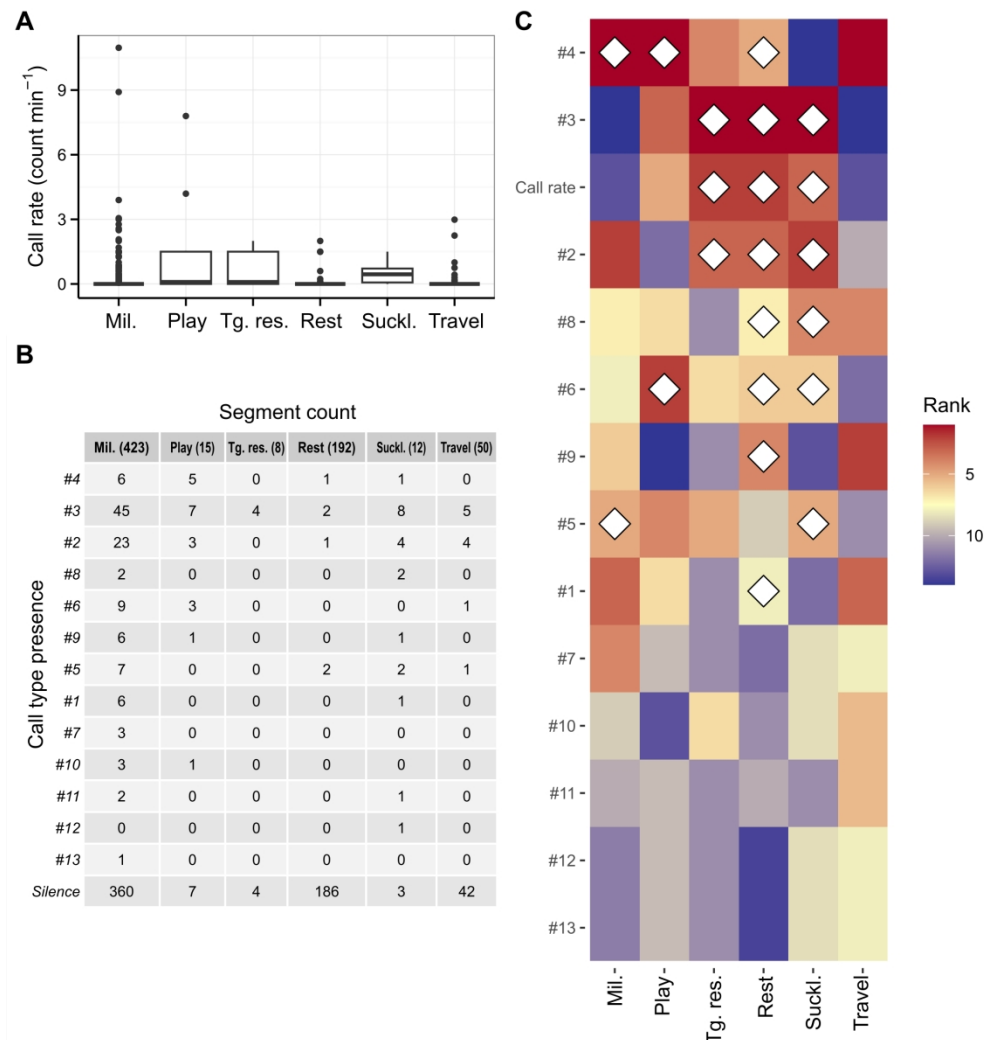 A
Call rate (count min⁻¹)
9
6
3
0
Mil. Play Tg. res. Rest Suckl. Travel
B
Segment count
Call type presence
Mil. (423) Play (15) Tg. res. (8) Rest (192) Suckl. (12) Travel (50)
#4 6 5 0 1 1 0
#3 45 7 4 2 8 5
#2 23 3 0 1 4 4
#8 2 0 0 0 2 0
#6 9 3 0 0 0 1
#9 6 1 0 0 1 0
#5 7 0 0 2 2 1
#1 6 0 0 0 1 0
#7 3 0 0 0 0 0
#10 3 1 0 0 0 0
#11 2 0 0 0 1 0
#12 0 0 0 0 1 0
#13 1 0 0 0 0 0
Silence 360 7 4 186 3 42
C
#4
#3
Call rate
#2
#8
#6
#9
#5
#1
#7
#10
#11
#12
#13
Mil. Play Tg. res. Rest Suckl. Travel
Rank
5
10